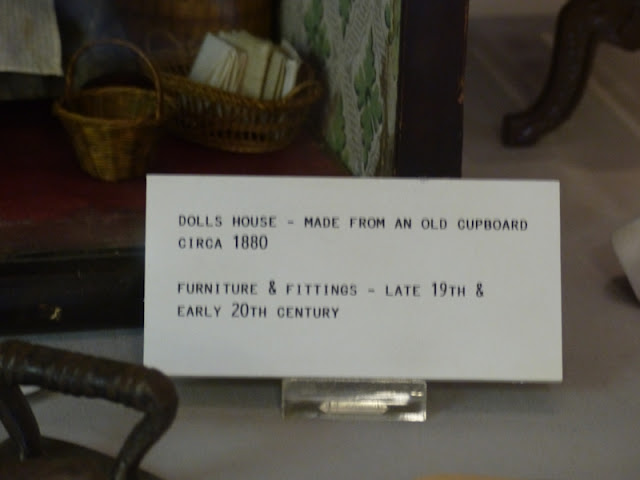 DOLLS HOUSE - MADE FROM AN OLD CUPBOARD
CIRCA 1880
FURNITURE & FITTINGS - LATE 19TH &
EARLY 20TH CENTURY